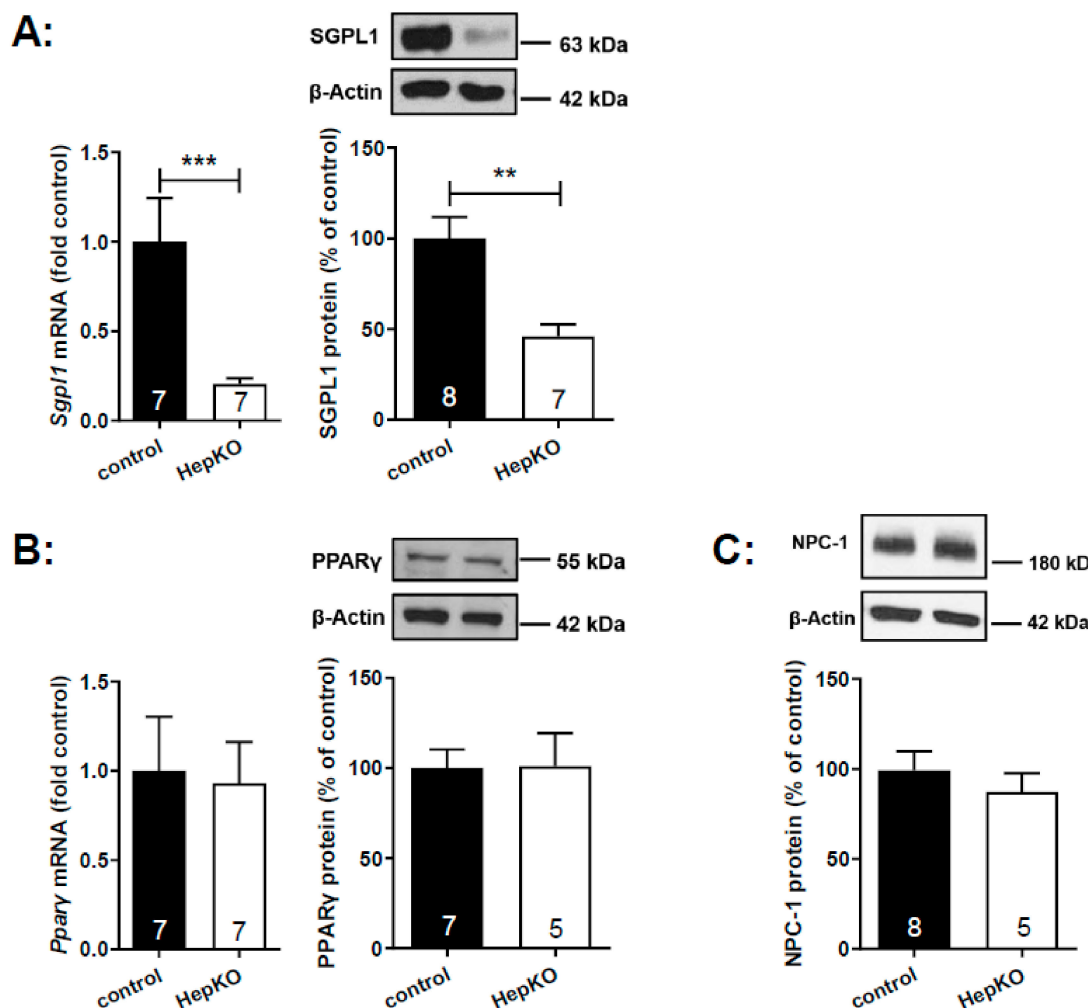 A:
SGPL1
63 kDa
β-Actin
42 kDa
Sgpl1 mRNA (fold control)
1.5
1.0
0.5
0.0
***
7
7
control
HepKO
SGPL1 protein (% of control)
150
100
50
0
**
8
7
control
HepKO
B:
PPARγ
55 kDa
β-Actin
42 kDa
Pparγ mRNA (fold control)
1.5
1.0
0.5
0.0
7
7
control
HepKO
PPARγ protein (% of control)
150
100
50
0
7
5
control
HepKO
C:
NPC-1
180 kD
β-Actin
42 kDa
NPC-1 protein (% of control)
150
100
50
0
8
5
control
HepKO